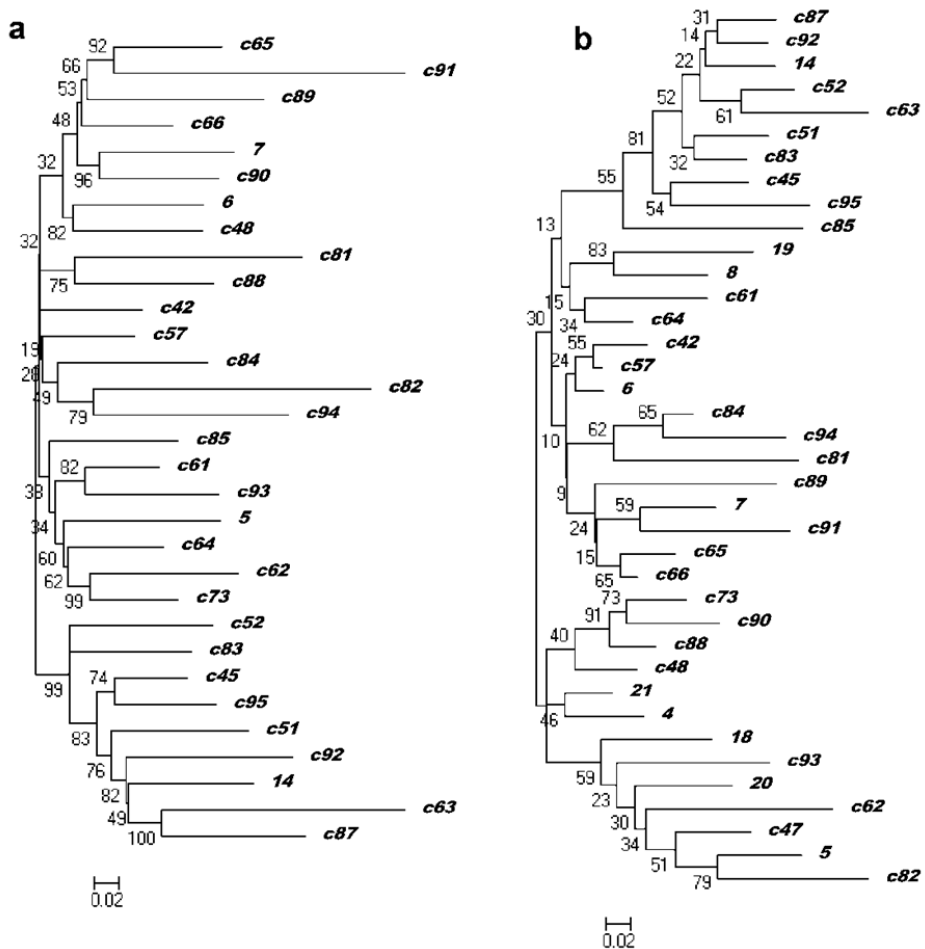 a
92
c65
66
c91
53
c89
48
c66
32
7
96
c90
6
82
c48
32
c81
75
c88
c42
19
c57
28
c84
49
c82
79
c94
c85
82
c61
38
c93
34
5
60
c64
62
c62
99
c73
c52
c83
99
74
c45
c95
83
c51
76
c92
82
14
49
c63
100
c87
0.02
b
31
c87
14
c92
22
14
c52
52
61
c63
81
c51
32
c83
55
c45
54
c95
13
c85
83
19
8
15
c61
30
34
c64
55
c42
24
c57
6
65
c84
10
62
c94
c81
9
c89
59
7
24
c91
15
c65
65
c66
73
c73
91
c90
40
c88
c48
21
46
4
18
59
c93
23
20
30
c62
34
c47
51
5
79
c82
0.02